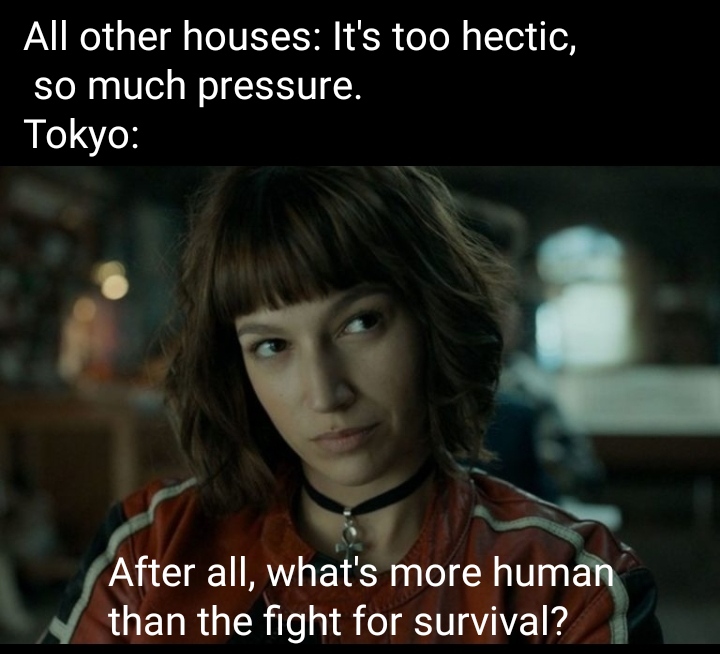 All other houses: It's too hectic,
so much pressure.
Tokyo:
After all, what's more human
than the fight for survival?